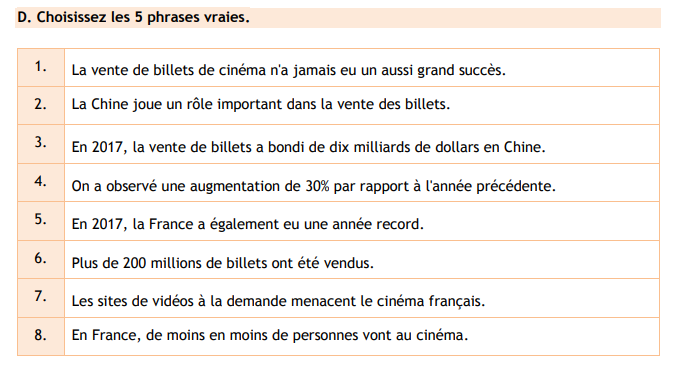 D. Choisissez les 5 phrases vraies.
1. La vente de billets de cinéma n'a jamais eu un aussi grand succès.
2. La Chine joue un rôle important dans la vente des billets.
3. En 2017, la vente de billets a bondi de dix milliards de dollars en Chine.
4. On a observé une augmentation de 30% par rapport à l'année précédente.
5. En 2017, la France a également eu une année record.
6. Plus de 200 millions de billets ont été vendus.
7. Les sites de vidéos à la demande menacent le cinéma français.
8. En France, de moins en moins de personnes vont au cinéma.